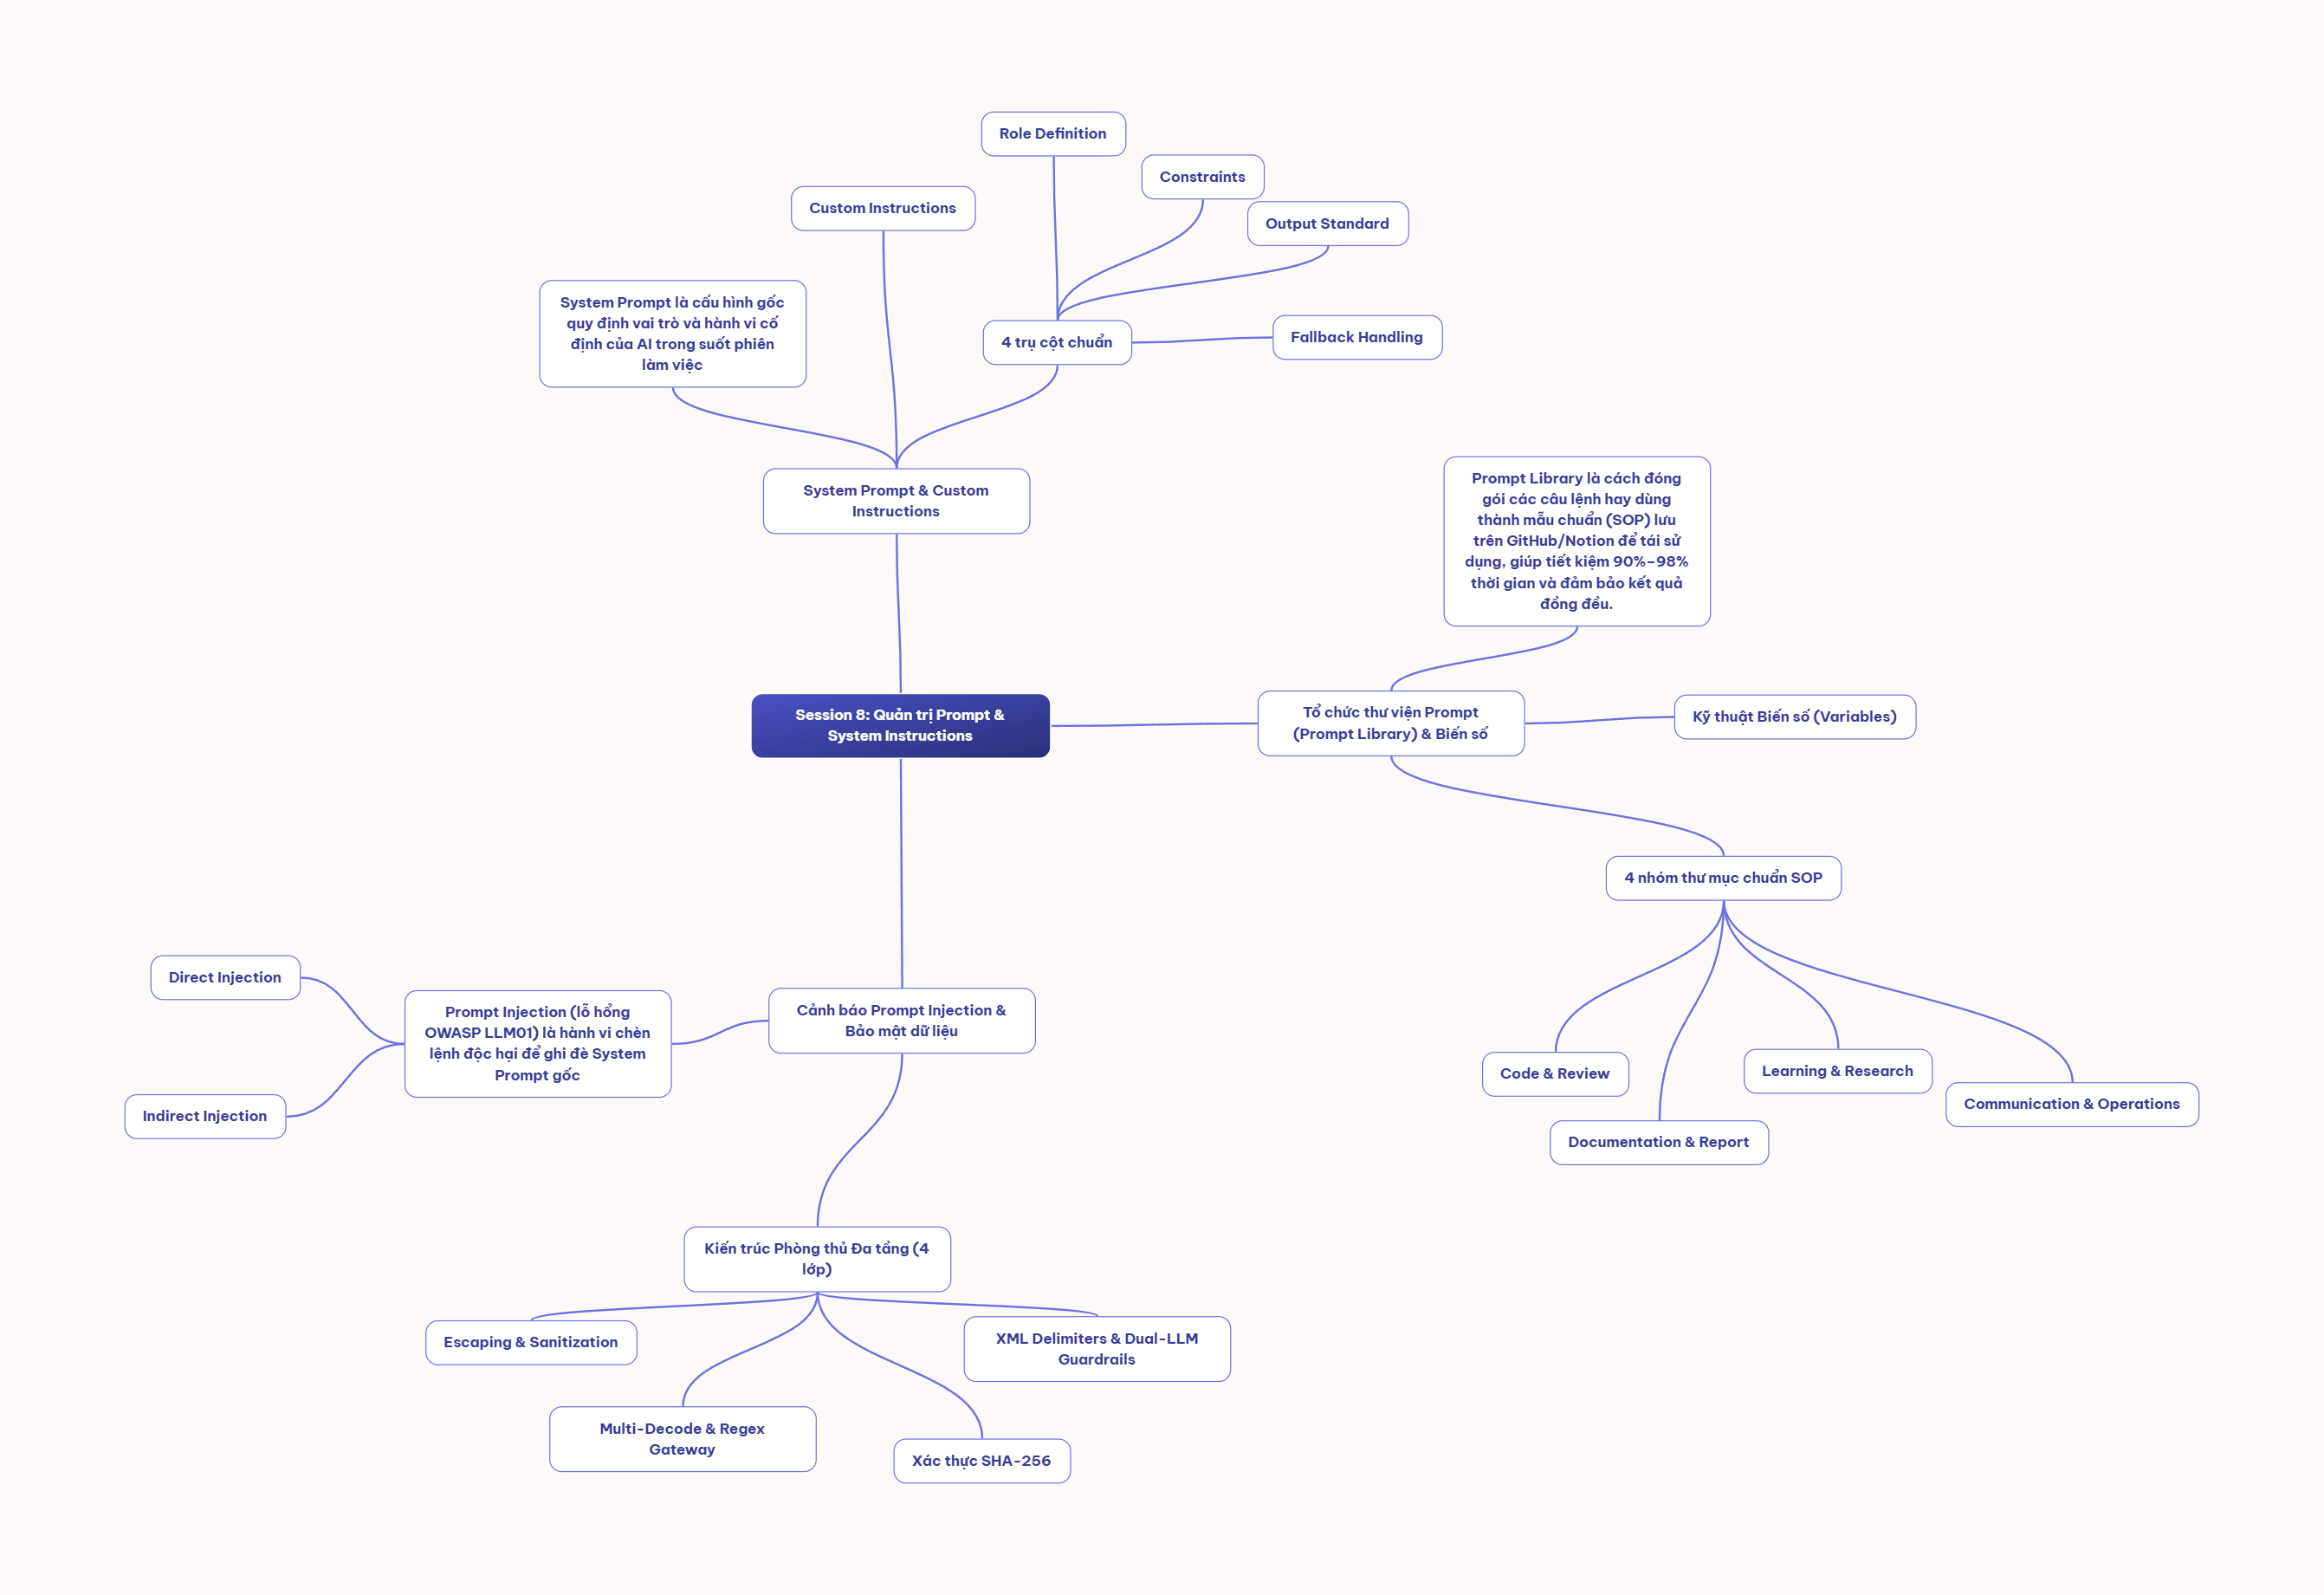 Role Definition
Constraints
Custom Instructions
Output Standard
System Prompt là cấu hình gốc
quy định vai trò và hành vi cố
định của AI trong suốt phiên
làm việc
4 trụ cột chuẩn
Fallback Handling
System Prompt & Custom
Instructions
Prompt Library là cách đóng
gói các câu lệnh hay dùng
thành mẫu chuẩn (SOP) lưu
trên GitHub/Notion để tái sử
dụng, giúp tiết kiệm 90%–98%
thời gian và đảm bảo kết quả
đồng đều.
Session 8: Quản trị Prompt &
System Instructions
Tổ chức thư viện Prompt
(Prompt Library) & Biến số
Kỹ thuật Biến số (Variables)
4 nhóm thư mục chuẩn SOP
Direct Injection
Prompt Injection (lỗ hổng
OWASP LLM01) là hành vi chèn
lệnh độc hại để ghi đè System
Prompt gốc
Cảnh báo Prompt Injection &
Bảo mật dữ liệu
Indirect Injection
Code & Review
Learning & Research
Communication & Operations
Documentation & Report
Kiến trúc Phòng thủ Đa tầng (4
lớp)
Escaping & Sanitization
XML Delimiters & Dual-LLM
Guardrails
Multi-Decode & Regex
Gateway
Xác thực SHA-256